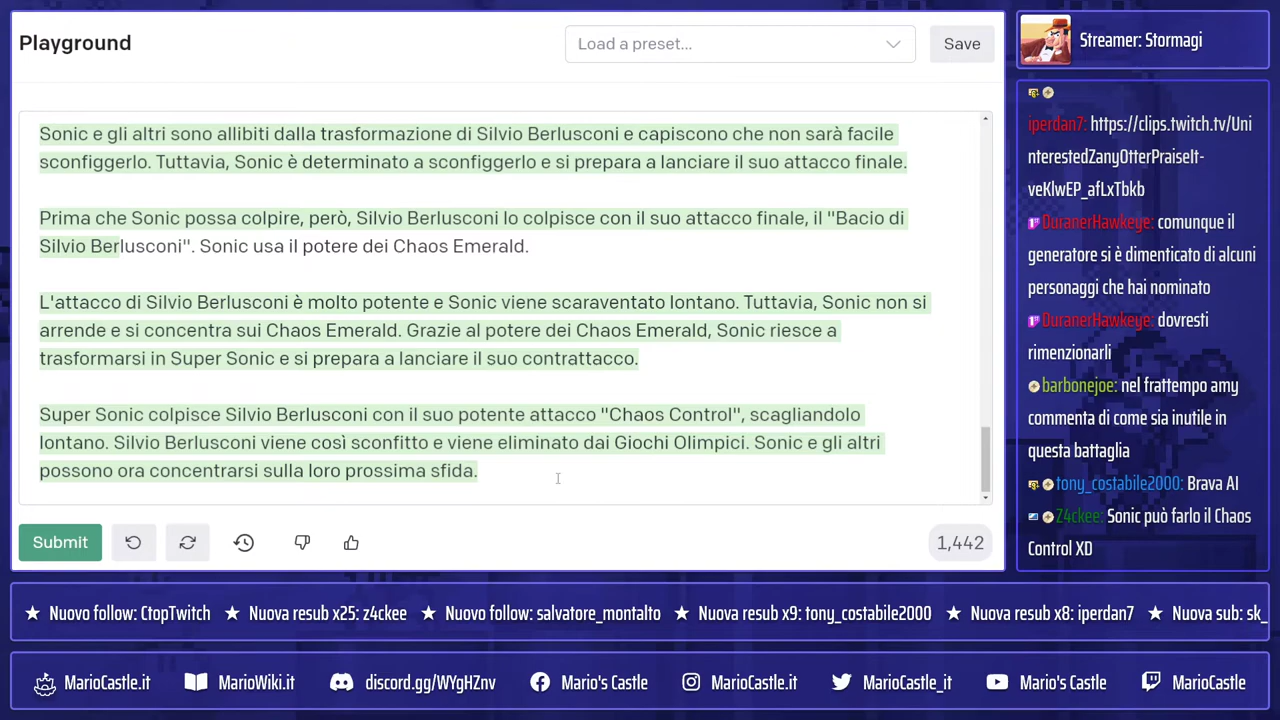 Playground
Load a preset...
Save
Sonic e gli altri sono allibiti dalla trasformazione di Silvio Berlusconi e capiscono che non sarà facile
sconfiggerlo. Tuttavia, Sonic è determinato a sconfiggerlo e si prepara a lanciare il suo attacco finale.
Prima che Sonic possa colpire, però, Silvio Berlusconi lo colpisce con il suo attacco finale, il "Bacio di
Silvio Berlusconi". Sonic usa il potere dei Chaos Emerald.
L'attacco di Silvio Berlusconi è molto potente e Sonic viene scaraventato lontano. Tuttavia, Sonic non si
arrende e si concentra sui Chaos Emerald. Grazie al potere dei Chaos Emerald, Sonic riesce a
trasformarsi in Super Sonic e si prepara a lanciare il suo contrattacco.
Super Sonic colpisce Silvio Berlusconi con il suo potente attacco "Chaos Control", scagliandolo
lontano. Silvio Berlusconi viene così sconfitto e viene eliminato dai Giochi Olimpici. Sonic e gli altri
possono ora concentrarsi sulla loro prossima sfida.
Submit
1,442
Streamer: Stormagi
iperdan7: https://clips.twitch.tv/Uni
nterestedZanyOtterPraiseIt-
veKlwEP_afLxTbkb
DuranerHawkeye: comunque il
generatore si è dimenticato di alcuni
personaggi che hai nominato
DuranerHawkeye: dovresti
rimenzionarli
barbonejoe: nel frattempo amy
commenta di come sia inutile in
questa battaglia
tony_costabile2000: Brava AI
Z4ckee: Sonic può farlo il Chaos
Control XD
★ Nuovo follow: CtopTwitch ★ Nuovo resub x25: z4ckee ★ Nuovo follow: salvatore_montalto ★ Nuova resub x9: tony_costabile2000 ★ Nuova resub x8: iperdan7 ★ Nuova sub: sk_
MarioCastle.it MarioWiki.it discord.gg/WYgHZnv Mario's Castle MarioCastle.it MarioCastle_it Mario's Castle MarioCastle